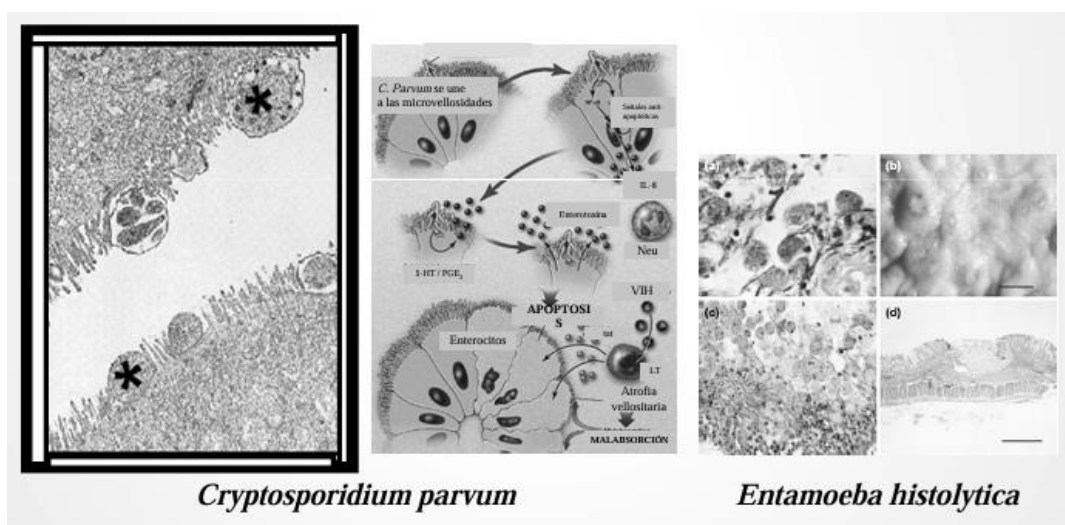 C. Parvum se une
a las microvellosidades
Señales anti-
apoptóticas
IL-8
Enterotoxina
Neu
5-HT / PGE2
VIH
APOPTOSI
S
Enterocitos
LT
Atrofia
vellositaria
MALABSORCIÓN
(a)
(b)
(c)
(d)
Cryptosporidium parvum
Entamoeba histolytica